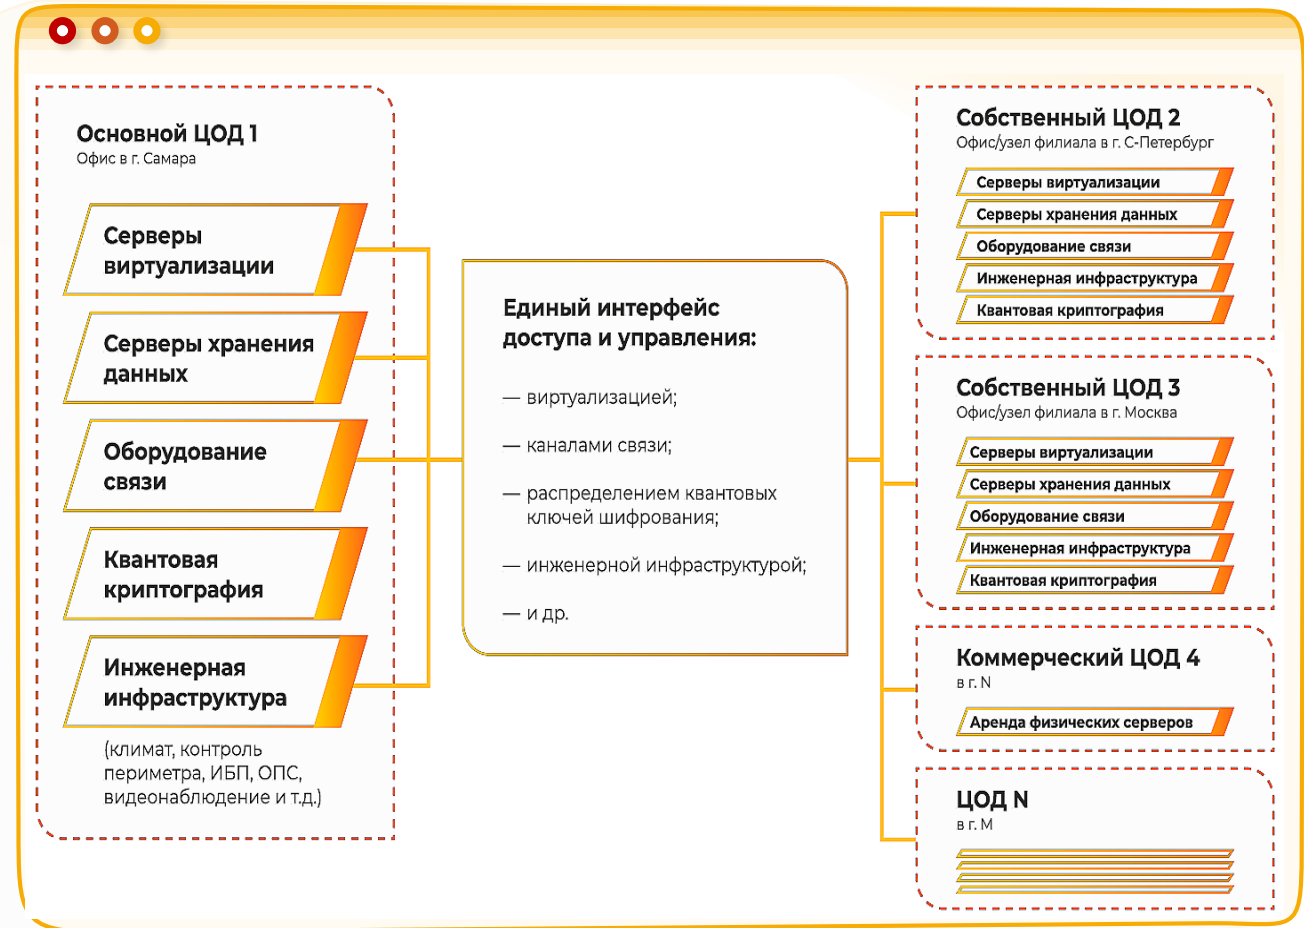 Основной ЦОД 1
Офис в г. Самара
Серверы
виртуализации
Серверы хранения
данных
Оборудование
связи
Квантовая
криптография
Инженерная
инфраструктура
(климат, контроль
периметра, ИБП, ОПС,
видеонаблюдение и т.д.)
Единый интерфейс
доступа и управления:
— виртуализацией;
— каналами связи;
— распределением квантовых
ключей шифрования;
— инженерной инфраструктурой;
— и др.
Собственный ЦОД 2
Офис/узел филиала в г. С-Петербург
Серверы виртуализации
Серверы хранения данных
Оборудование связи
Инженерная инфраструктура
Квантовая криптография
Собственный ЦОД 3
Офис/узел филиала в г. Москва
Серверы виртуализации
Серверы хранения данных
Оборудование связи
Инженерная инфраструктура
Квантовая криптография
Коммерческий ЦОД 4
в г. N
Аренда физических серверов
ЦОД N
в г. М